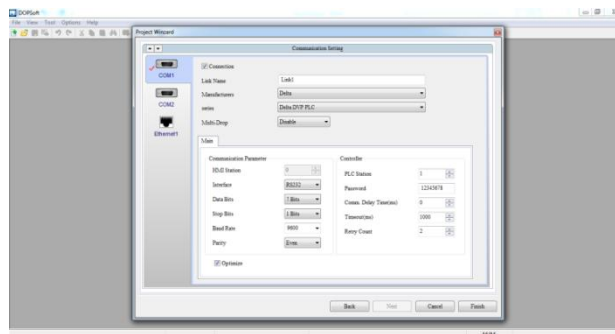 DOPSoft
File View Tool Options Help
Project Wizard
Communication Setting
COM1
COM2
Ethernet1
Connection
Link Name Link1
Manufacturers Delta
series Delta DVP PLC
Multi-Drop Disable
Main
Communication Parameter
HMI Station 0
Interface RS232
Data Bits 7 Bits
Stop Bits 1 Bits
Baud Rate 9600
Parity Even
Optimize
Controller
PLC Station 1
Password 12345678
Comm. Delay Time(ms) 0
Timeout(ms) 1000
Retry Count 2
Back Next Cancel Finish